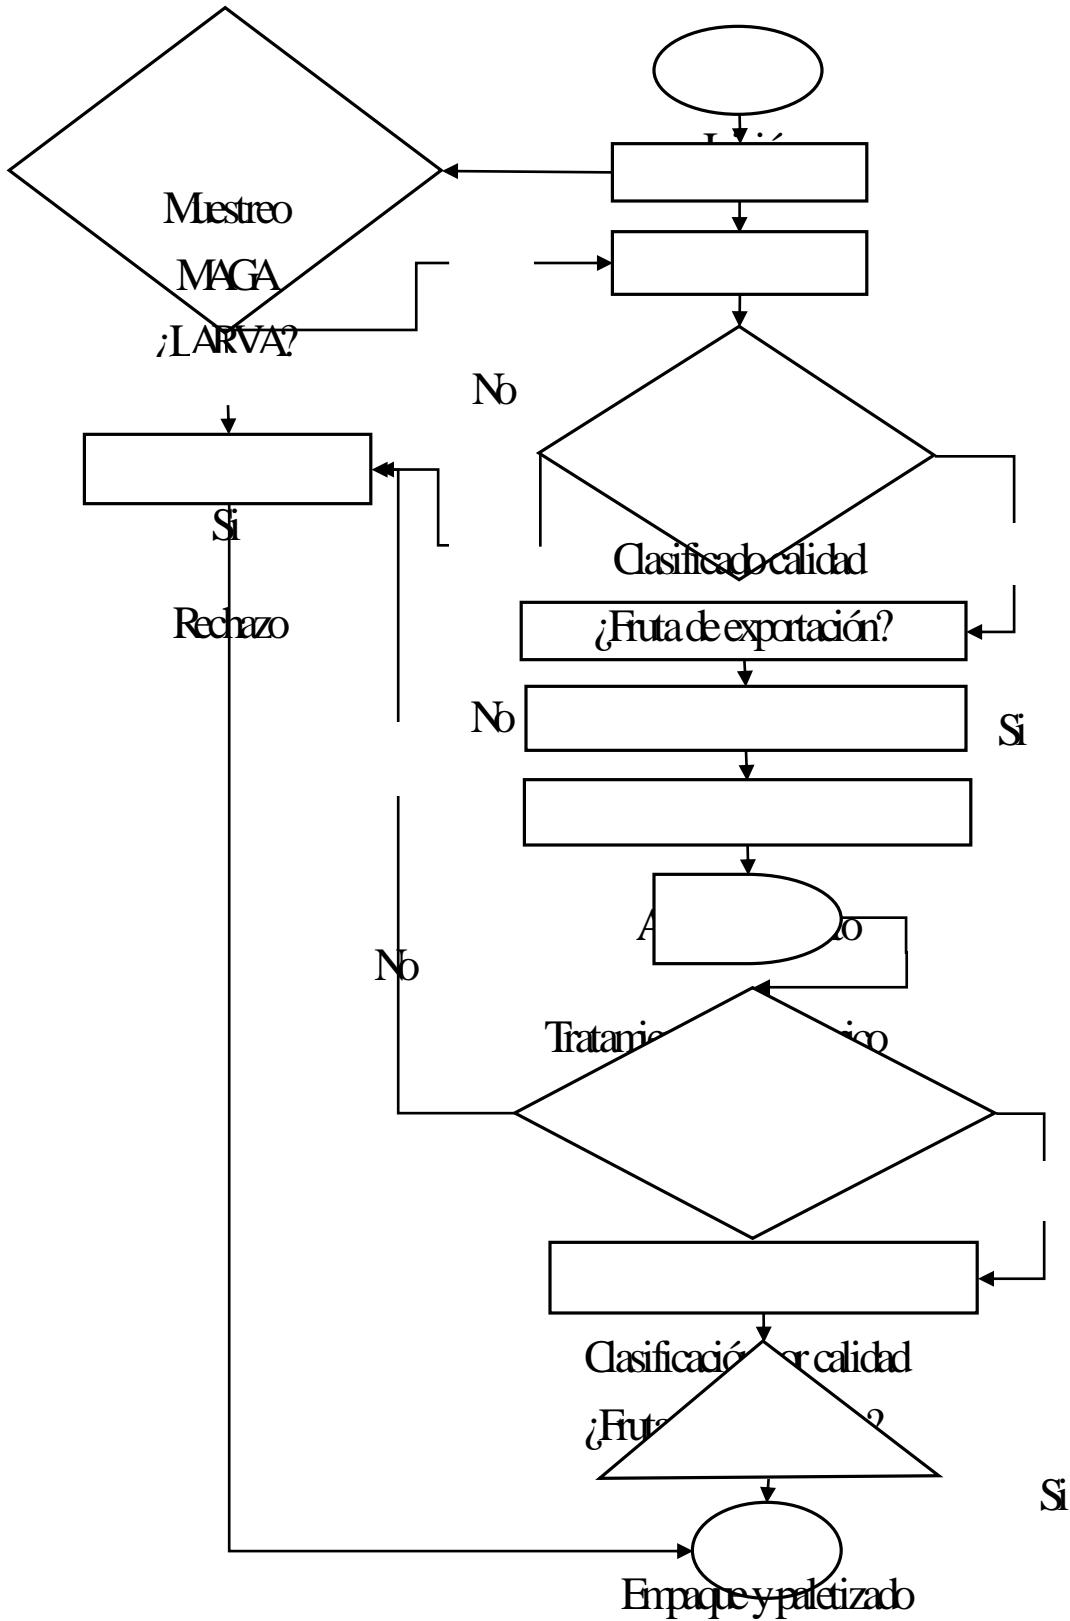 Muestreo
MAGA
¿LARVA?
No
Si
Clasificado calidad
¿Fruta de exportación?
Rechazo
No
Si
No
Clasificación por calidad
Si
Empaque y paletizado